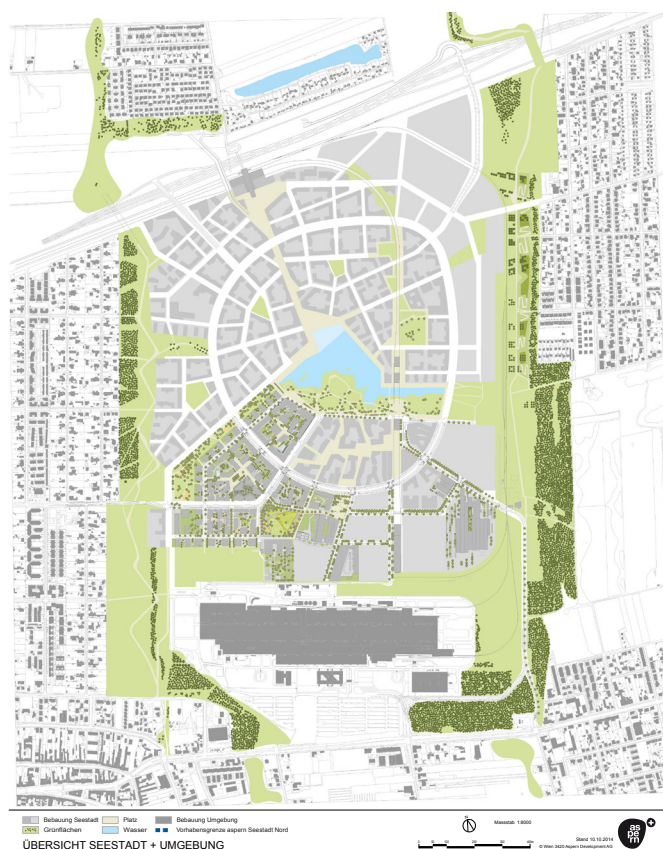 Bebauung Seestadt
Platz
Bebauung Umgebung
Grünflächen
Wasser
Vorhabensgrenze aspern Seestadt Nord
ÜBERSICHT SEESTADT + UMGEBUNG
Massstab 1:8000
Stand 10.10.2014
© Wien 3420 Aspern Development AG
as
pe
rn